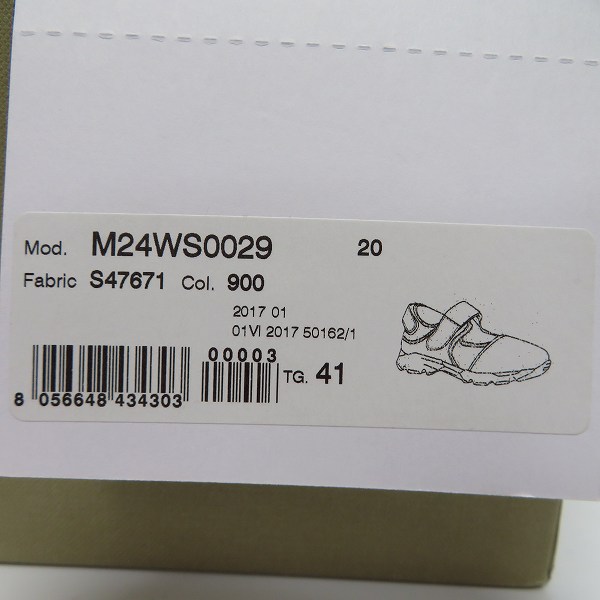 Mod. M24WS0029 20
Fabric S47671 Col. 900
2017 01
01VI 2017 50162/1
00003
TG. 41
8 056648 434303